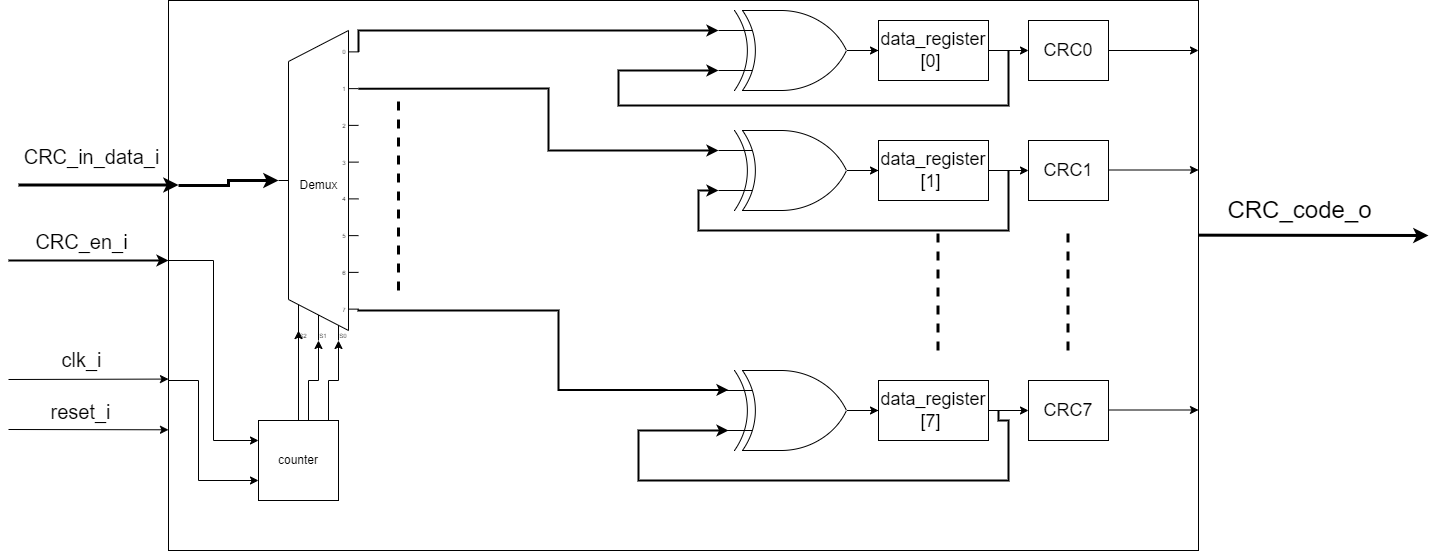 CRC_in_data_i
CRC_en_i
clk_i
reset_i
Demux
0
1
2
3
4
5
6
7
S2
S1
S0
counter
data_register
[0]
CRC0
data_register
[1]
CRC1
data_register
[7]
CRC7
CRC_code_o